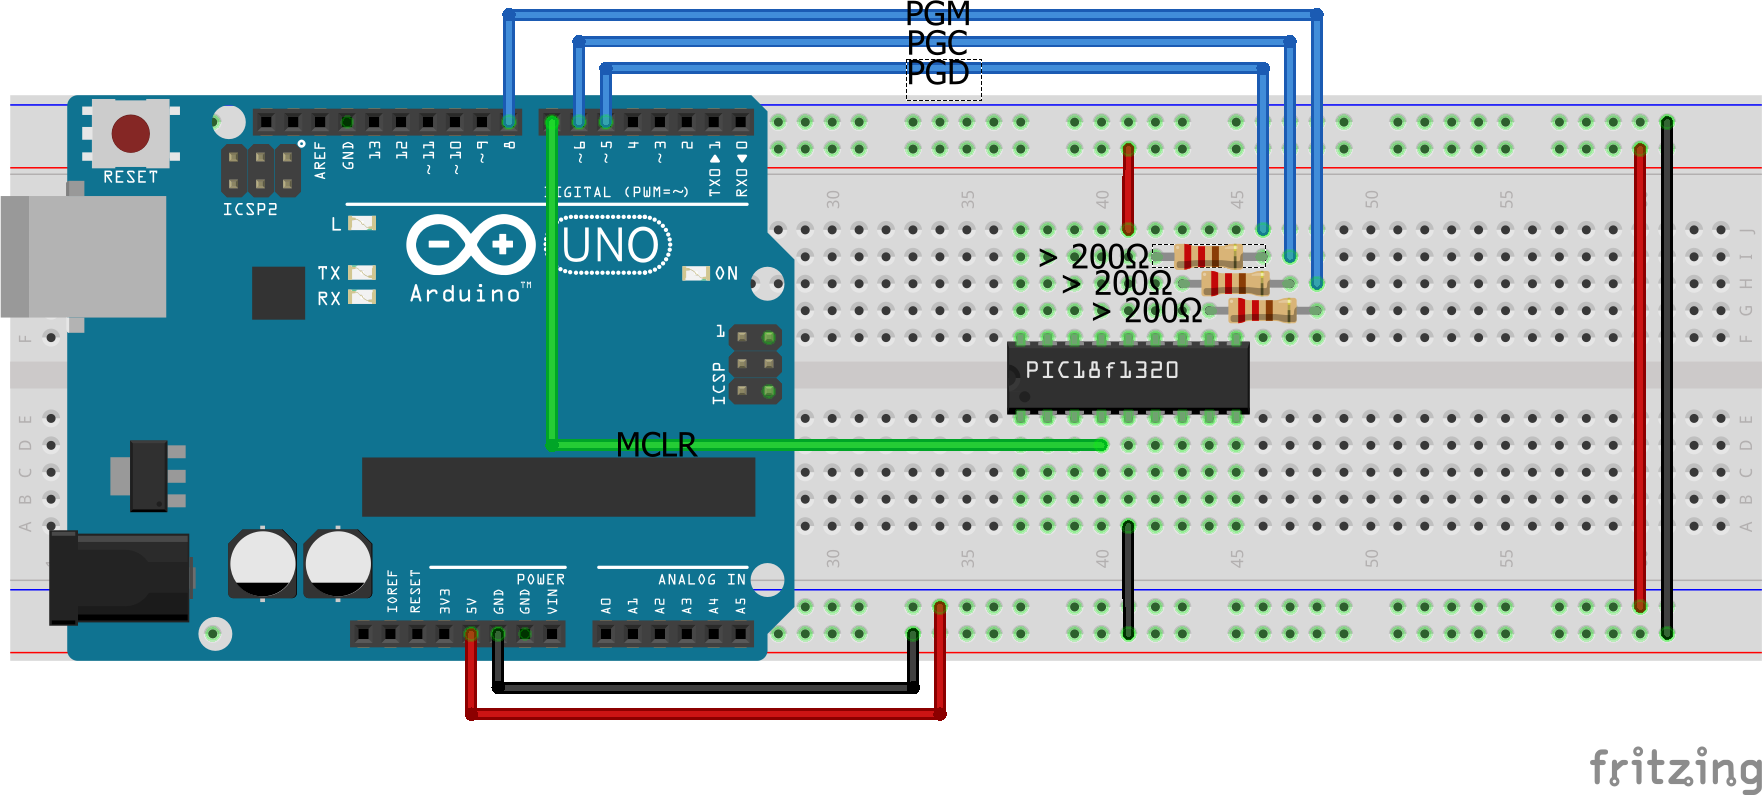 PGM
PGC
PGD
RESET
ICSP2
AREF
GND
13
12
~11
~10
~9
8
~6
~5
4
~3
2
TX0▶1
RX0◀0
DIGITAL (PWM=~)
L
TX
RX
UNO
ON
Arduino™
1
ICSP
30
35
40
45
50
55
J
I
H
G
F
F
> 200Ω
> 200Ω
> 200Ω
PIC18f1320
MCLR
E
D
C
B
A
E
D
C
B
A
30
35
40
45
50
55
POWER
ANALOG IN
IOREF
RESET
3V3
5V
GND
GND
VIN
A0
A1
A2
A3
A4
A5
fritzing